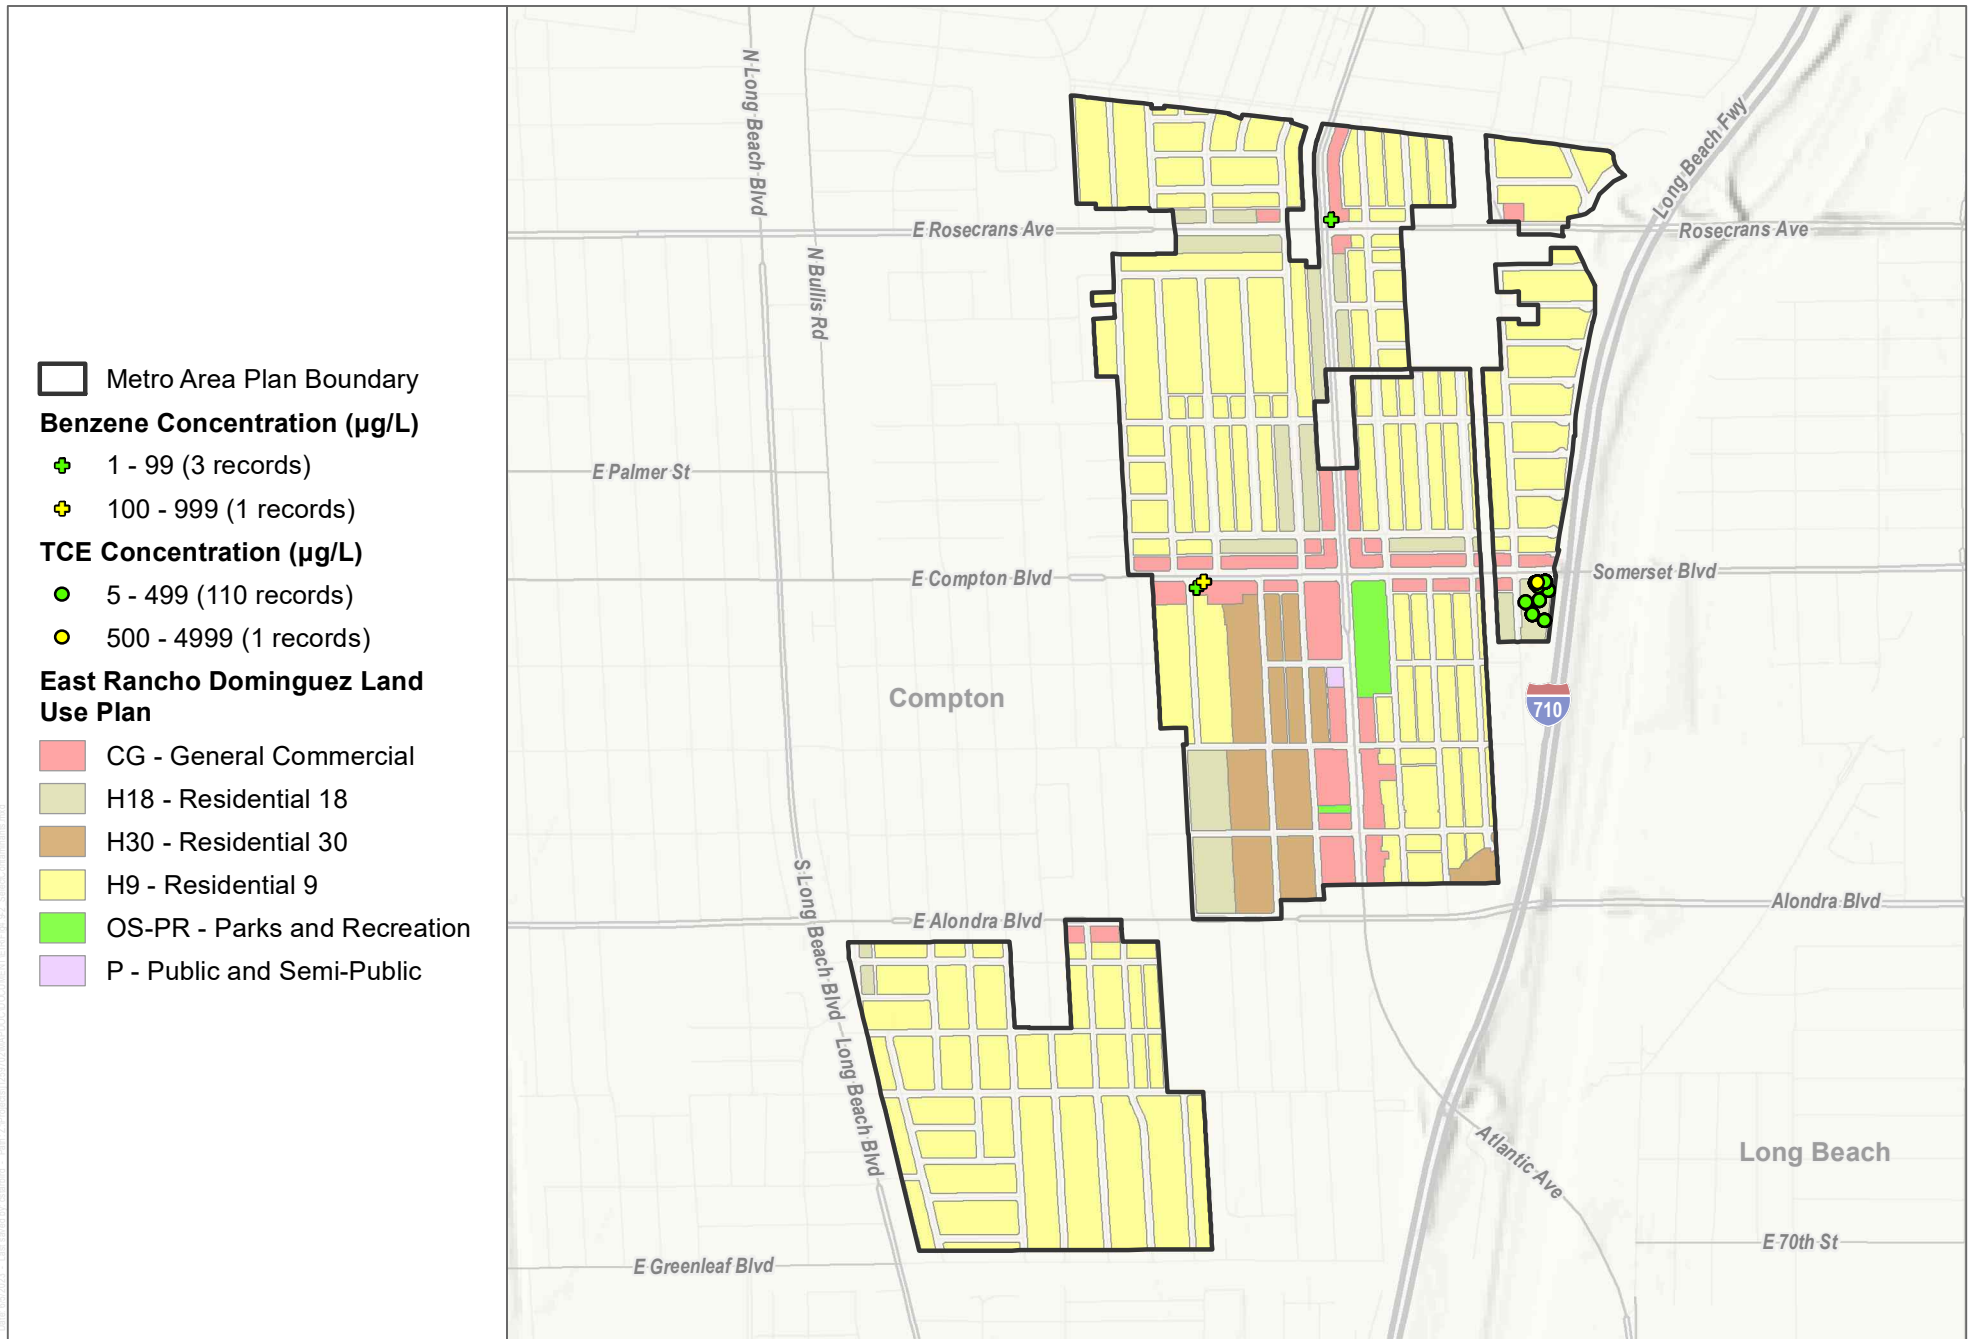 Metro Area Plan Boundary
Benzene Concentration (µg/L)
1 - 99 (3 records)
100 - 999 (1 records)
TCE Concentration (µg/L)
5 - 499 (110 records)
500 - 4999 (1 records)
East Rancho Dominguez Land
Use Plan
CG - General Commercial
H18 - Residential 18
H30 - Residential 30
H9 - Residential 9
OS-PR - Parks and Recreation
P - Public and Semi-Public
N Long Beach Blvd
N Bullis Rd
Long Beach Fwy
E Rosecrans Ave
Rosecrans Ave
E Palmer St
E Compton Blvd
Somerset Blvd
Compton
710
S Long Beach Blvd
E Alondra Blvd
Alondra Blvd
Long Beach Blvd
Atlantic Ave
Long Beach
E 70th St
E Greenleaf Blvd